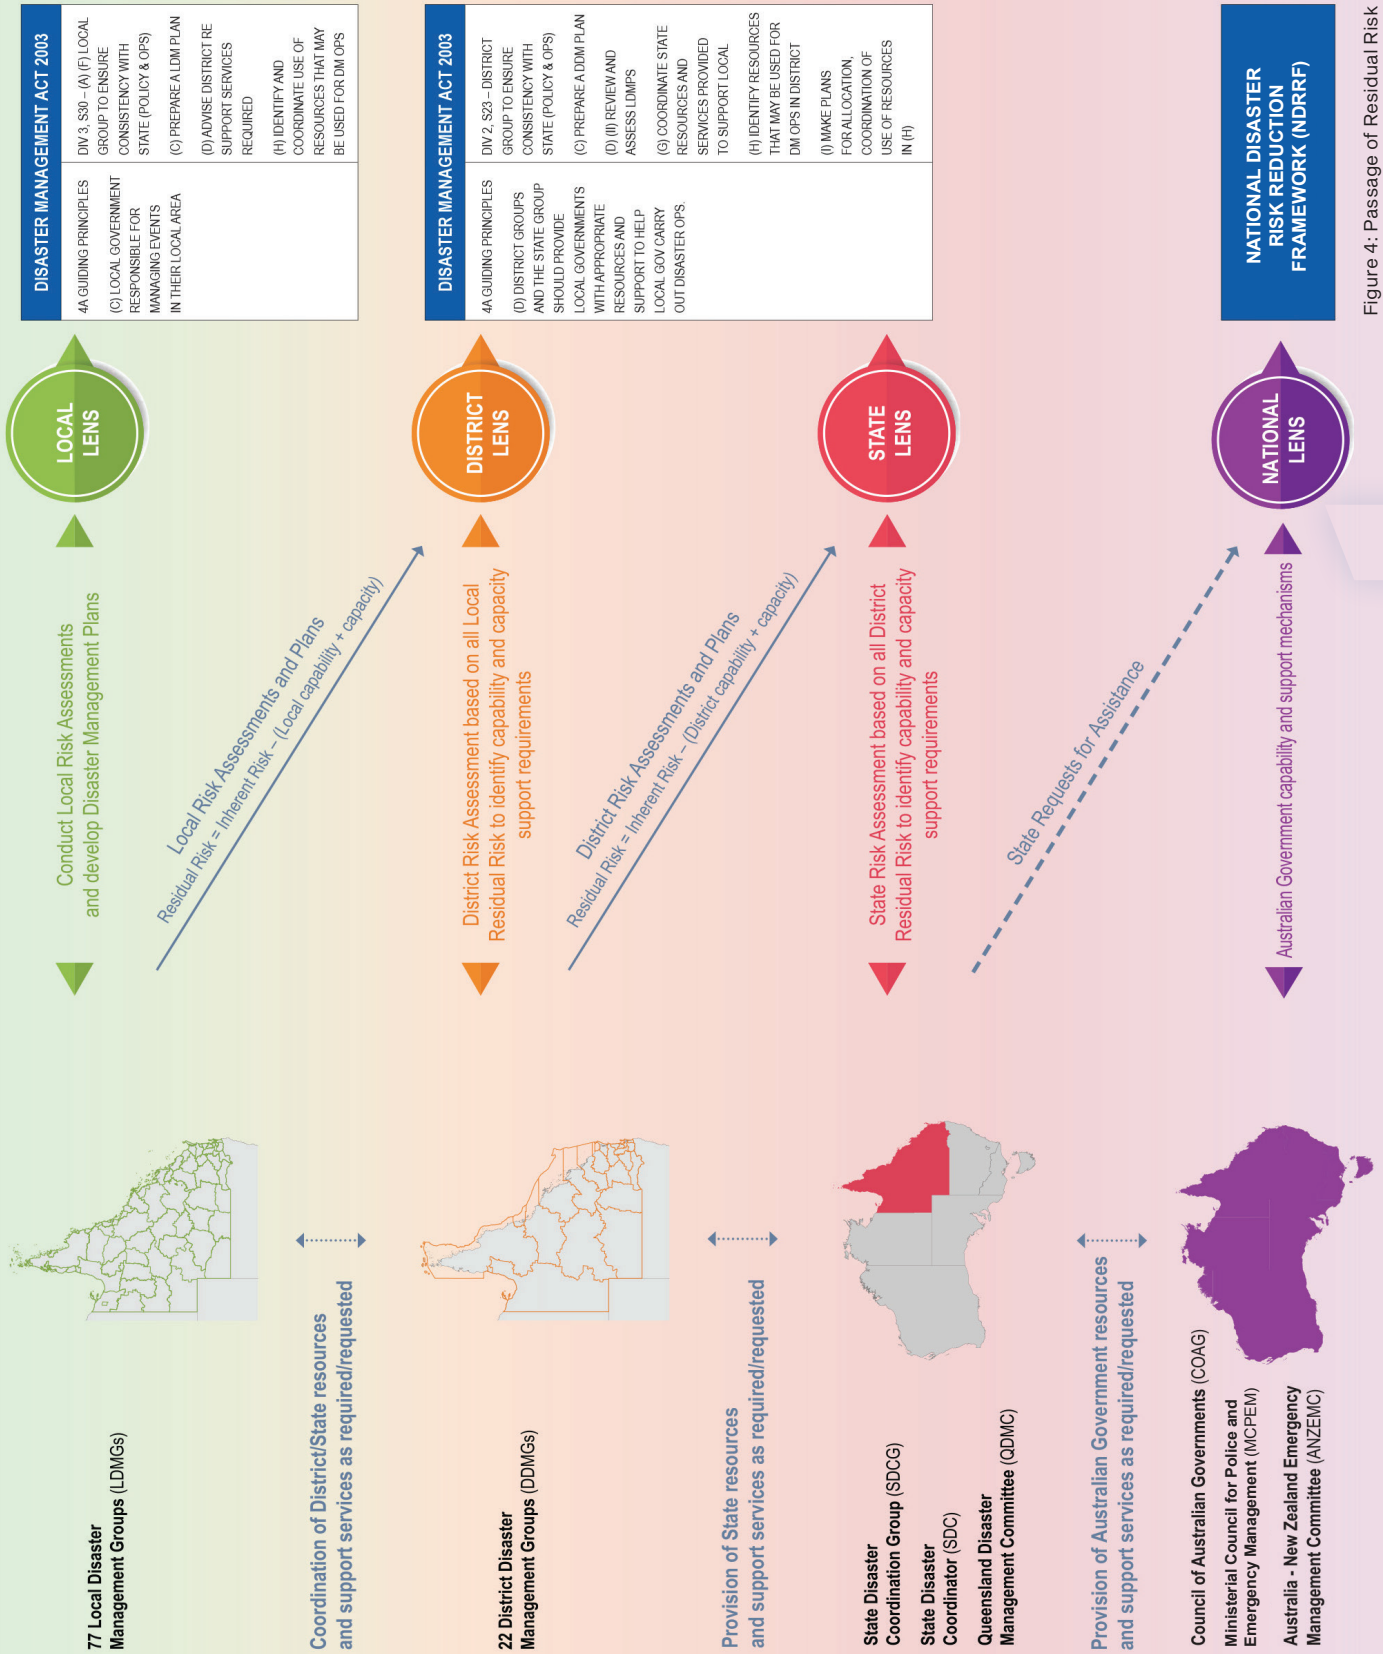 77 Local Disaster
Management Groups (LDMGs)
Conduct Local Risk Assessments
and develop Disaster Management Plans
LOCAL
LENS
DISASTER MANAGEMENT ACT 2003
4A GUIDING PRINCIPLES
(C) LOCAL GOVERNMENT
RESPONSIBLE FOR
MANAGING EVENTS
IN THEIR LOCAL AREA
DIV 3, S30 – (A) (F) LOCAL
GROUP TO ENSURE
CONSISTENCY WITH
STATE (POLICY & OPS)
(C) PREPARE A LDM PLAN
(D) ADVISE DISTRICT RE
SUPPORT SERVICES
REQUIRED
(H) IDENTIFY AND
COORDINATE USE OF
RESOURCES THAT MAY
BE USED FOR DM OPS
Coordination of District/State resources
and support services as required/requested
Local Risk Assessments and Plans
Residual Risk = Inherent Risk – (Local capability + capacity)
22 District Disaster
Management Groups (DDMGs)
District Risk Assessment based on all Local
Residual Risk to identify capability and capacity
support requirements
DISTRICT
LENS
DISASTER MANAGEMENT ACT 2003
4A GUIDING PRINCIPLES
(D) DISTRICT GROUPS
AND THE STATE GROUP
SHOULD PROVIDE
LOCAL GOVERNMENTS
WITH APPROPRIATE
RESOURCES AND
SUPPORT TO HELP
LOCAL GOV CARRY
OUT DISASTER OPS.
DIV 2, S23 – DISTRICT
GROUP TO ENSURE
CONSISTENCY WITH
STATE (POLICY & OPS)
(C) PREPARE A DDM PLAN
(D) (II) REVIEW AND
ASSESS LDMPS
(G) COORDINATE STATE
RESOURCES AND
SERVICES PROVIDED
TO SUPPORT LOCAL
(H) IDENTIFY RESOURCES
THAT MAY BE USED FOR
DM OPS IN DISTRICT
(I) MAKE PLANS
FOR ALLOCATION,
COORDINATION OF
USE OF RESOURCES
IN (H)
Provision of State resources
and support services as required/requested
District Risk Assessments and Plans
Residual Risk = Inherent Risk – (District capability + capacity)
State Disaster
Coordination Group (SDCG)
State Disaster
Coordinator (SDC)
Queensland Disaster
Management Committee (QDMC)
State Risk Assessment based on all District
Residual Risk to identify capability and capacity
support requirements
STATE
LENS
Provision of Australian Government resources
and support services as required/requested
State Requests for Assistance
Council of Australian Governments (COAG)
Ministerial Council for Police and
Emergency Management (MCPEM)
Australia - New Zealand Emergency
Management Committee (ANZEMC)
Australian Government capability and support mechanisms
NATIONAL
LENS
NATIONAL DISASTER
RISK REDUCTION
FRAMEWORK (NDRRF)
Figure 4: Passage of Residual Risk